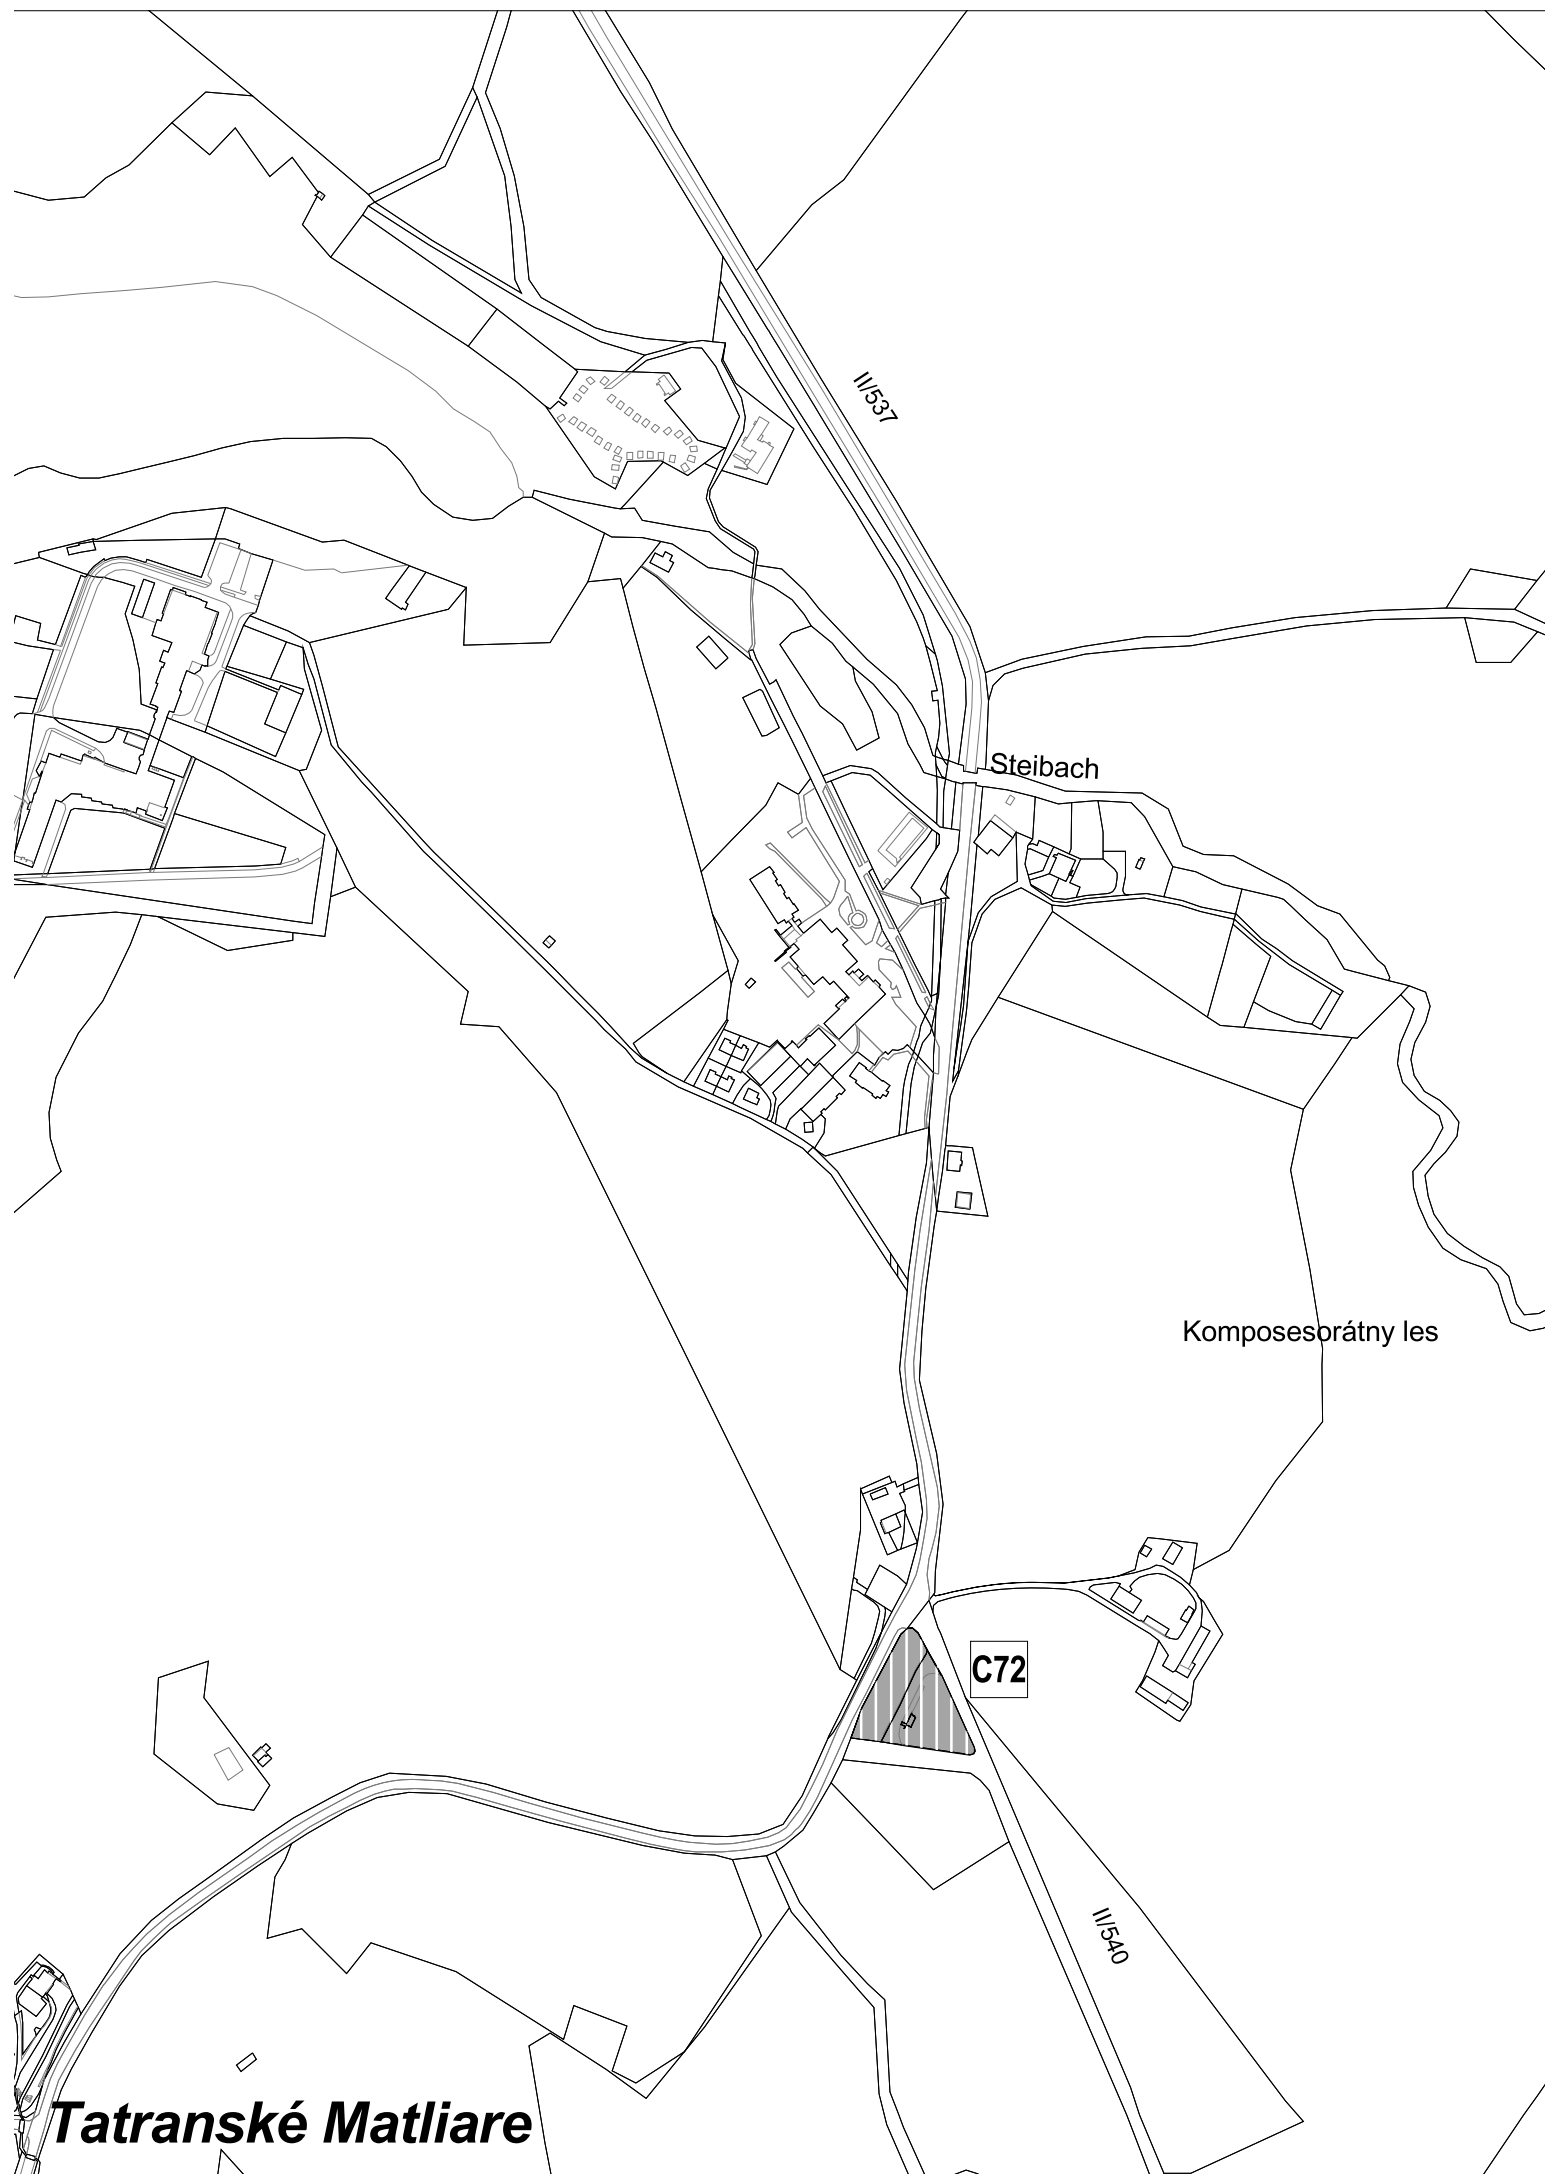 II/537
Steibach
Komposesorátny les
C72
II/540
Tatranské Matliare